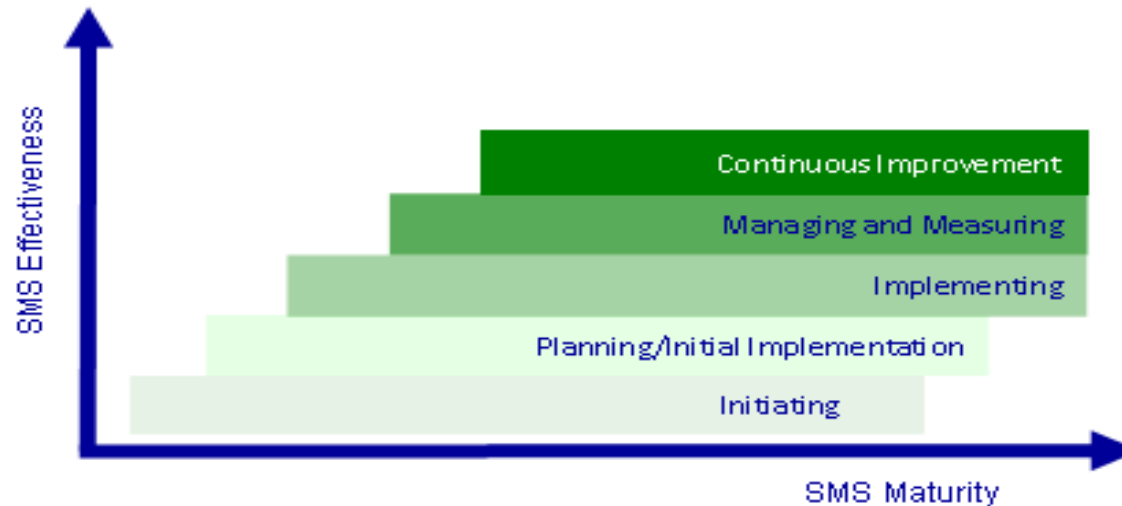 SMS Effectiveness
Continuous Improvement
Managing and Measuring
Implementing
Planning/Initial Implementation
Initiating
SMS Maturity